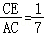 CE/AC = 1/7